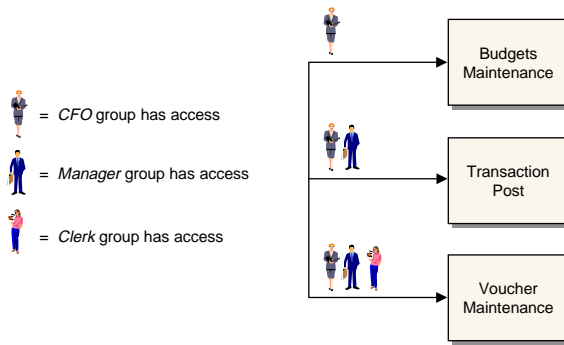 = CFO group has access
= Manager group has access
= Clerk group has access
Budgets
Maintenance
Transaction
Post
Voucher
Maintenance